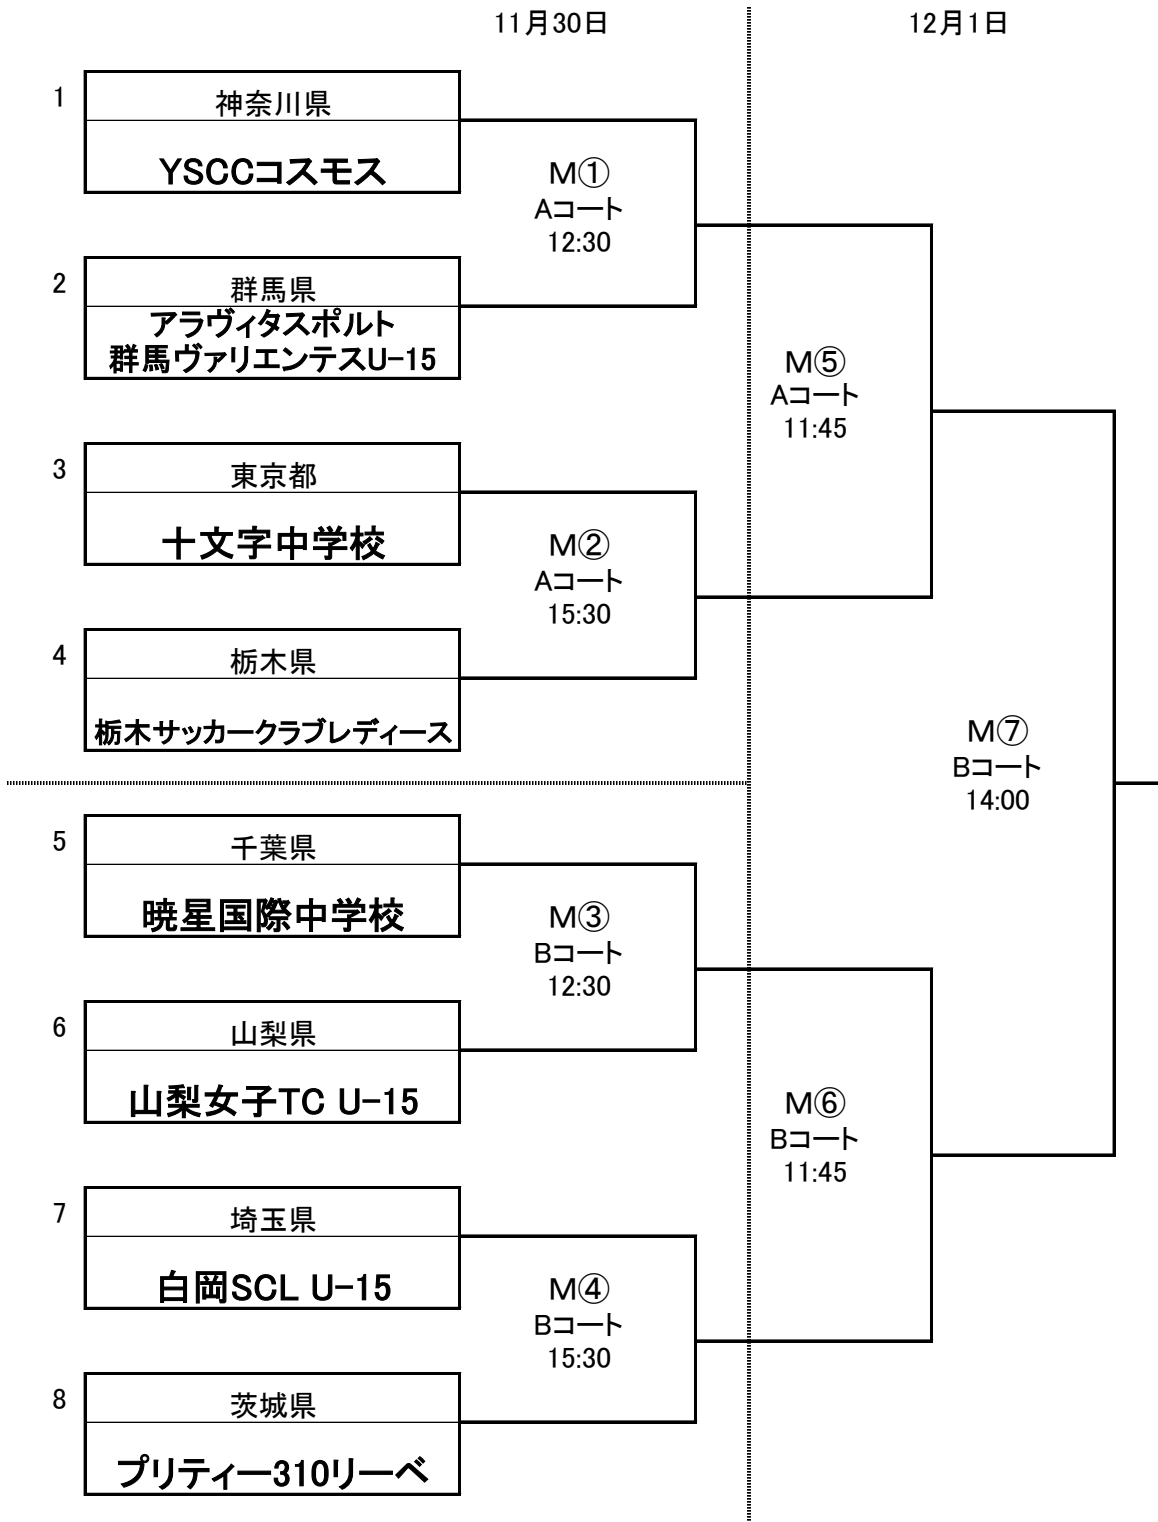 11月30日
12月1日
1
神奈川県
YSCCコスモス
M①
Aコート
12:30
2
群馬県
アラヴィタスポルト
群馬ヴァリエンテスU-15
M⑤
Aコート
11:45
3
東京都
十文字中学校
M②
Aコート
15:30
4
栃木県
栃木サッカークラブレディース
M⑦
Bコート
14:00
5
千葉県
暁星国際中学校
M③
Bコート
12:30
6
山梨県
山梨女子TC U-15
M⑥
Bコート
11:45
7
埼玉県
白岡SCL U-15
M④
Bコート
15:30
8
茨城県
プリティー310リーベ